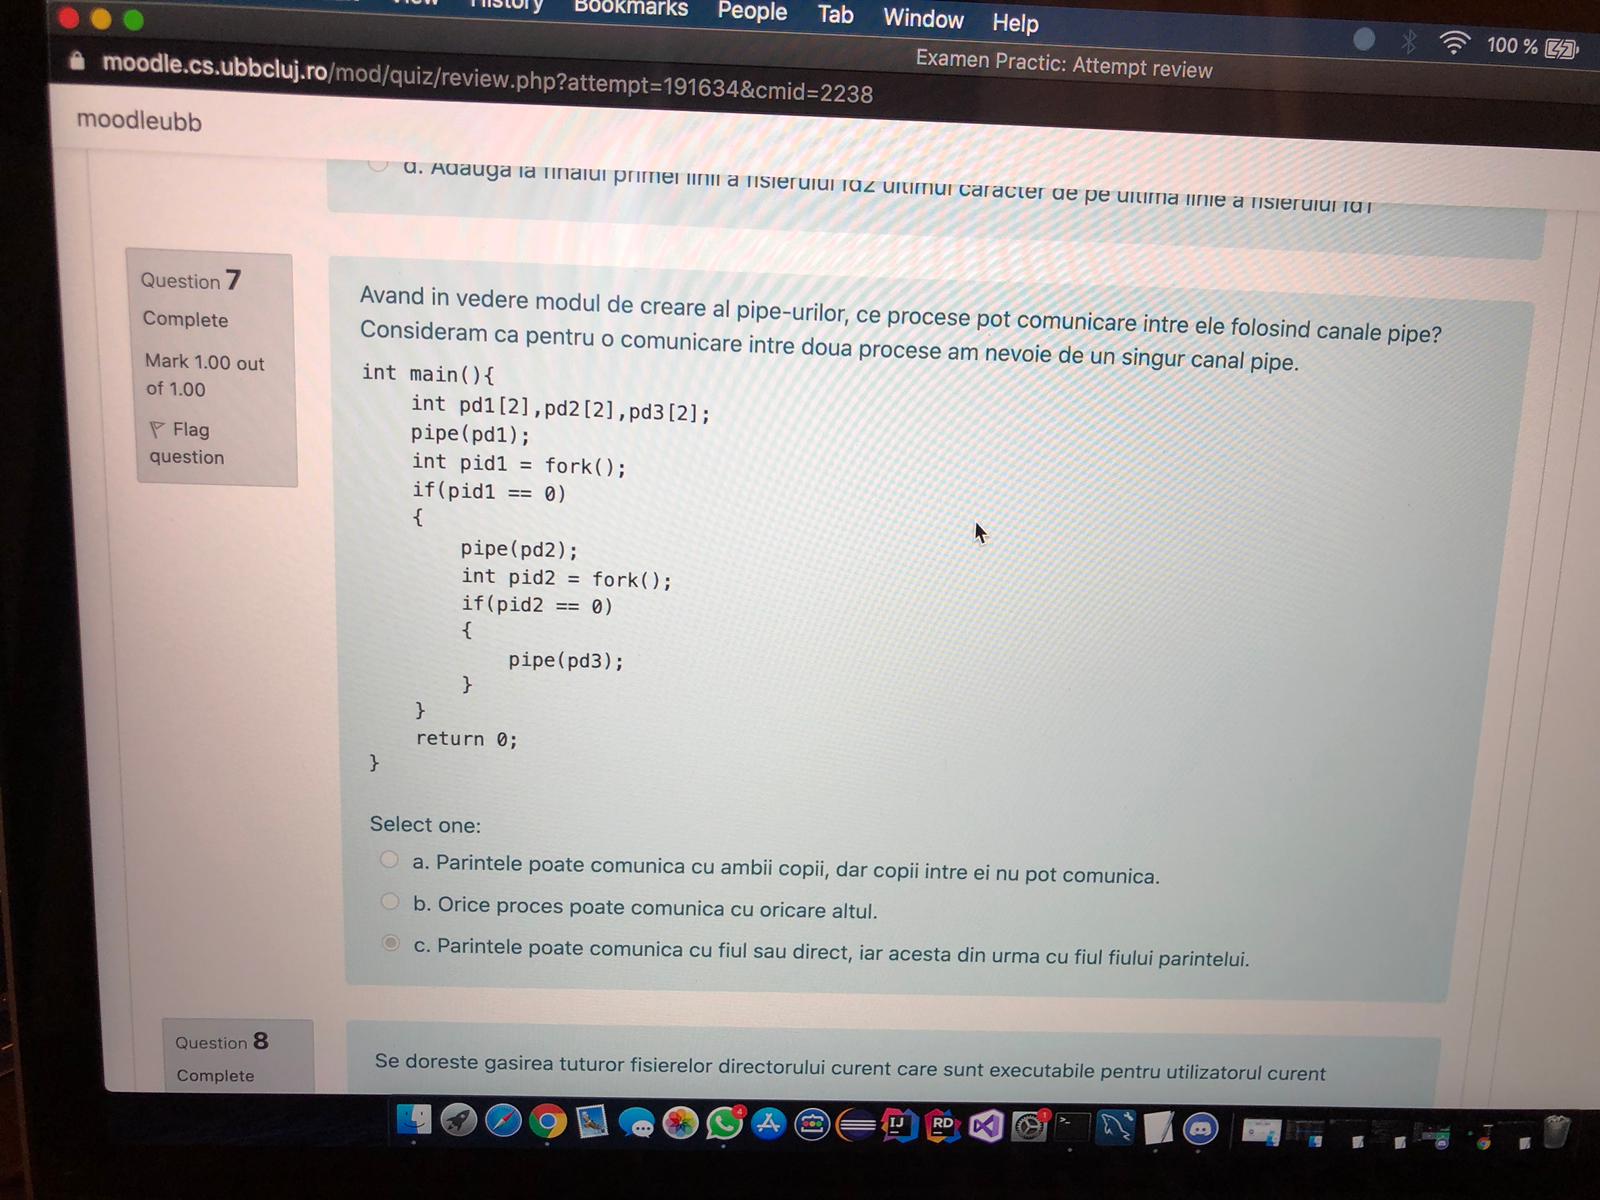 History Bookmarks People Tab Window Help
100 %
Examen Practic: Attempt review
moodle.cs.ubbcluj.ro/mod/quiz/review.php?attempt=191634&cmid=2238
moodleubb
d. Adauga la finalul primei linii a fisierului fd2 ultimul caracter de pe ultima linie a fisierului fd1
Question 7
Complete
Mark 1.00 out
of 1.00
Flag
question
Avand in vedere modul de creare al pipe-urilor, ce procese pot comunicare intre ele folosind canale pipe?
Consideram ca pentru o comunicare intre doua procese am nevoie de un singur canal pipe.
int main(){
int pd1[2],pd2[2],pd3[2];
pipe(pd1);
int pid1 = fork();
if(pid1 == 0)
{
pipe(pd2);
int pid2 = fork();
if(pid2 == 0)
{
pipe(pd3);
}
}
return 0;
}
Select one:
a. Parintele poate comunica cu ambii copii, dar copii intre ei nu pot comunica.
b. Orice proces poate comunica cu oricare altul.
c. Parintele poate comunica cu fiul sau direct, iar acesta din urma cu fiul fiului parintelui.
Question 8
Complete
Se doreste gasirea tuturor fisierelor directorului curent care sunt executabile pentru utilizatorul curent
4
IJ
RD
1